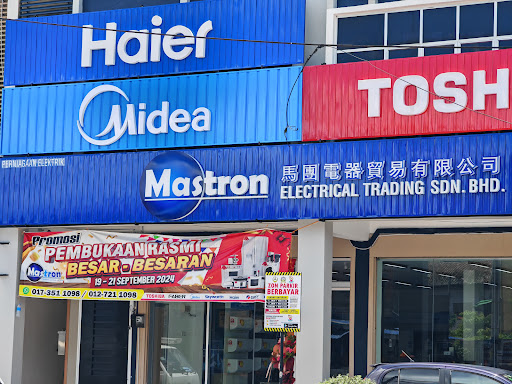 Haier
Midea
TOSH
PERNIAGAAN ELEKTRIK
Mastron
馬團電器貿易有限公司
ELECTRICAL TRADING SDN. BHD.
Promosi
PEMBUKAAN RASMI
BESAR-BESARAN
Mastron
19 - 21 SEPTEMBER 2024
017-351 1098 / 012-721 1098
TOSHIBA
ZON PARKIR
BERBAYAR